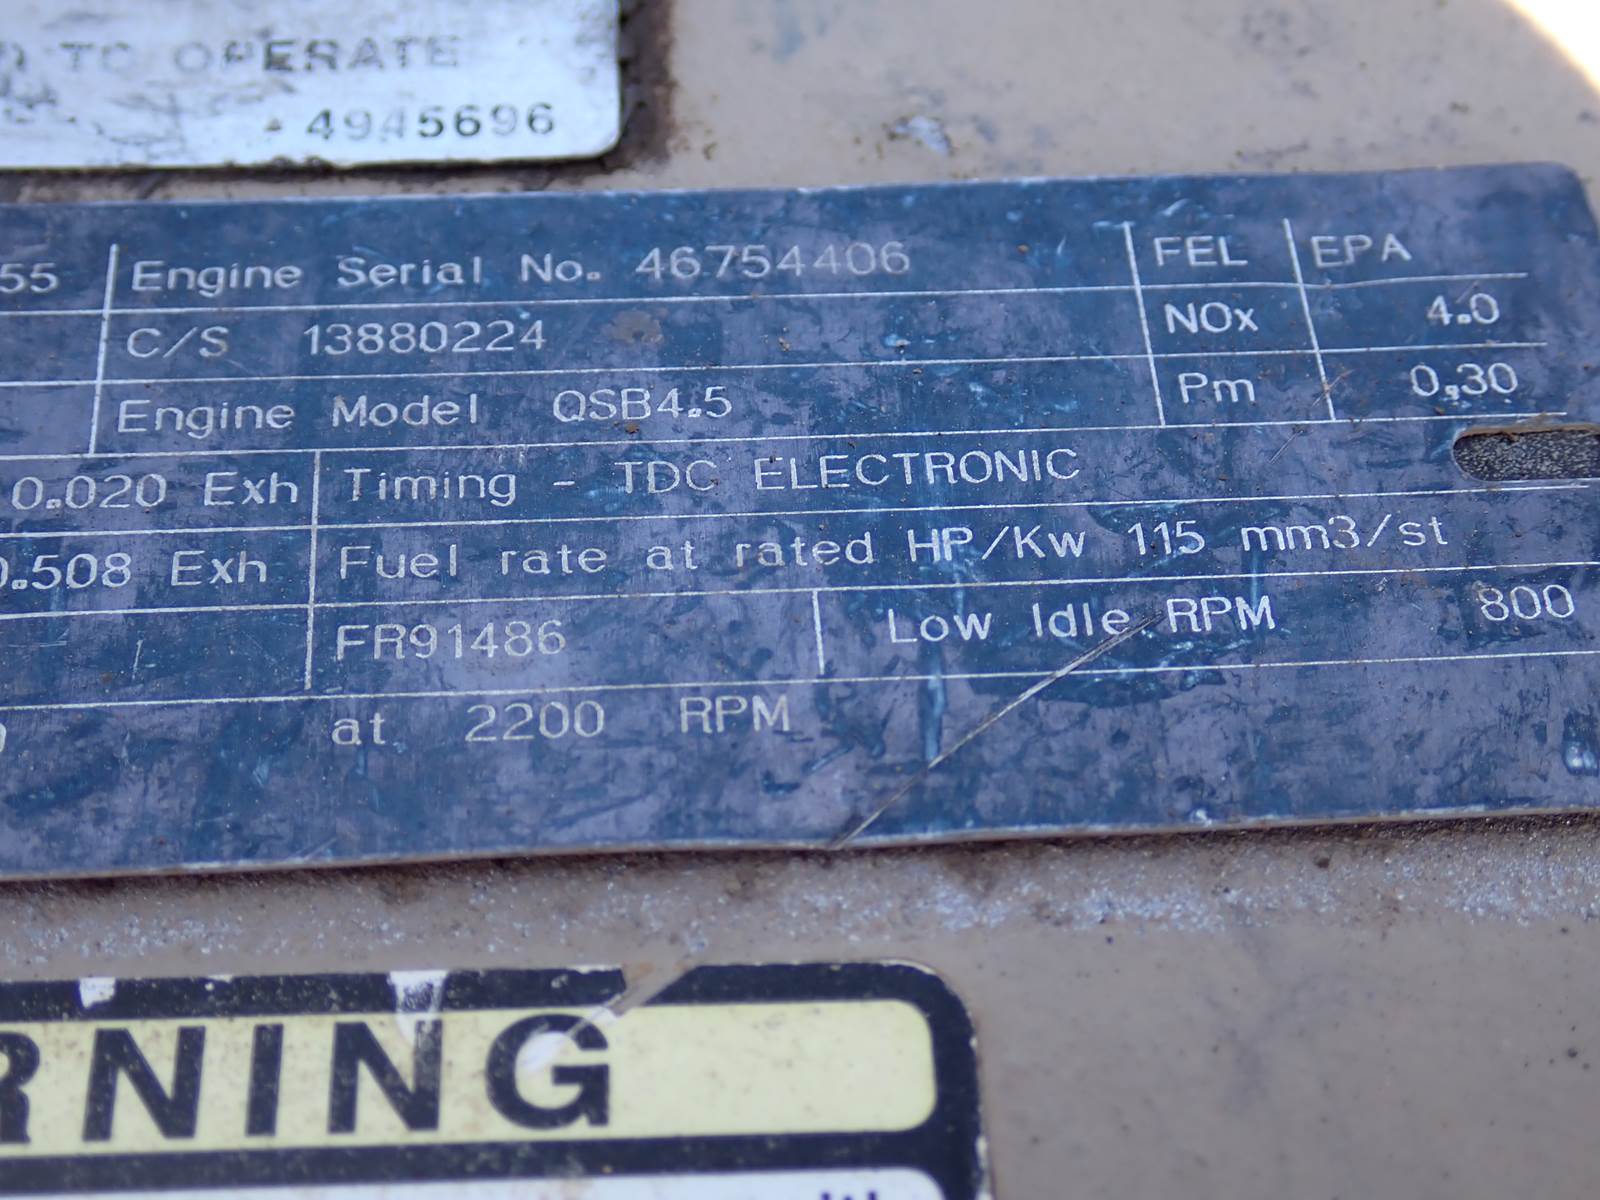 TO OPERATE
4945696
55 Engine Serial No. 46754406 FEL EPA
C/S 13880224 NOx 4.0
Engine Model QSB4.5 Pm 0.30
0.020 Exh Timing - TDC ELECTRONIC
0.508 Exh Fuel rate at rated HP/Kw 115 mm3/st
FR91486 Low Idle RPM 800
at 2200 RPM
RNING